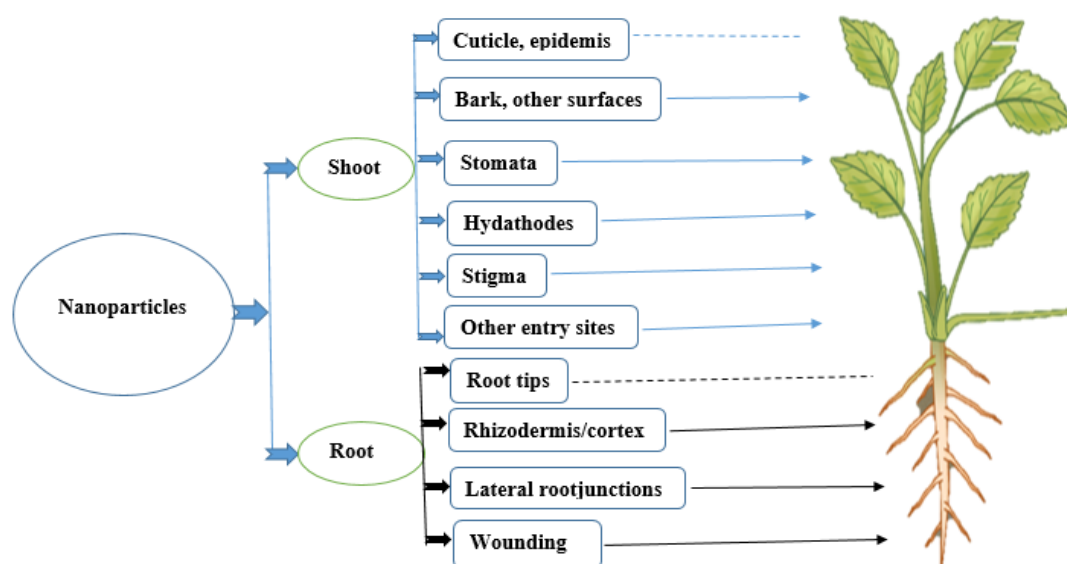 Cuticle, epidemis
Bark, other surfaces
Shoot
Stomata
Hydathodes
Stigma
Nanoparticles
Other entry sites
Root tips
Rhizodermis/cortex
Root
Lateral rootjunctions
Wounding